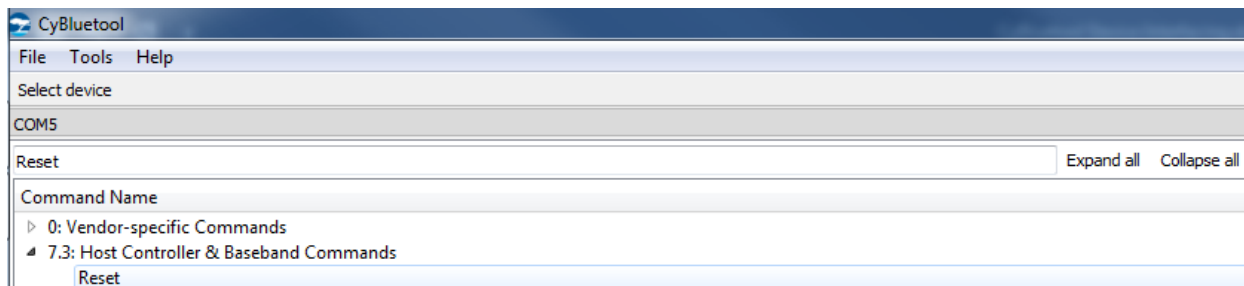 CyBluetool
File Tools Help
Select device
COM5
Reset Expand all Collapse all
Command Name
0: Vendor-specific Commands
7.3: Host Controller & Baseband Commands
Reset